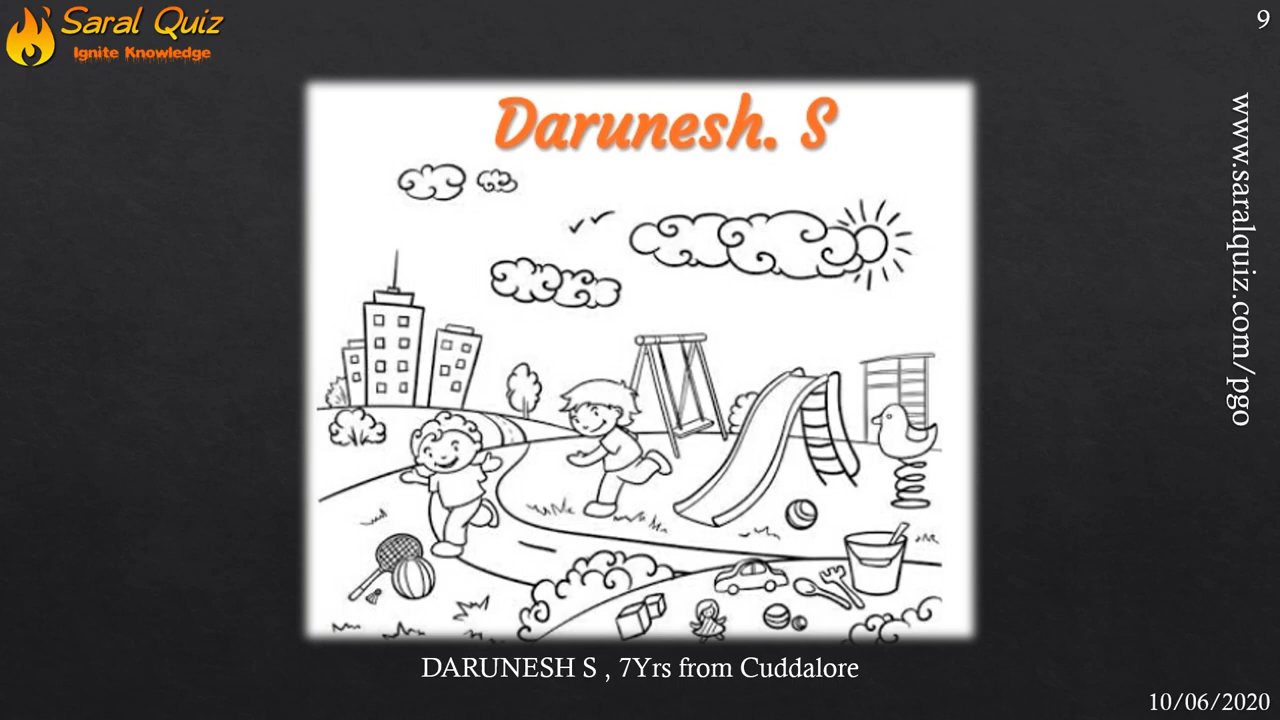 Saral Quiz
Ignite Knowledge
9
Darunesh. S
www.saralquiz.com/pgo
DARUNESH S , 7Yrs from Cuddalore
10/06/2020